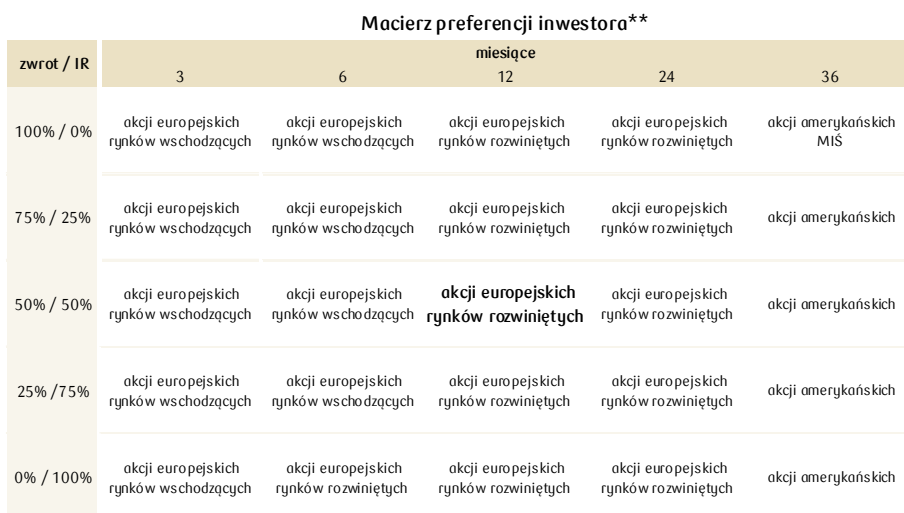 Macierz preferencji inwestora**
zwrot / IR
miesiące
3 6 12 24 36
100% / 0%
akcji europejskich akcji europejskich akcji europejskich akcji europejskich akcji amerykańskich
rynków wschodzących rynków wschodzących rynków rozwiniętych rynków rozwiniętych MIŚ
75% / 25%
akcji europejskich akcji europejskich akcji europejskich akcji europejskich akcji amerykańskich
rynków wschodzących rynków wschodzących rynków rozwiniętych rynków rozwiniętych
50% / 50%
akcji europejskich akcji europejskich akcji europejskich akcji europejskich akcji amerykańskich
rynków wschodzących rynków wschodzących rynków rozwiniętych rynków rozwiniętych
25% /75%
akcji europejskich akcji europejskich akcji europejskich akcji europejskich akcji amerykańskich
rynków wschodzących rynków wschodzących rynków rozwiniętych rynków rozwiniętych
0% / 100%
akcji europejskich akcji europejskich akcji europejskich akcji europejskich akcji amerykańskich
rynków wschodzących rynków rozwiniętych rynków rozwiniętych rynków rozwiniętych